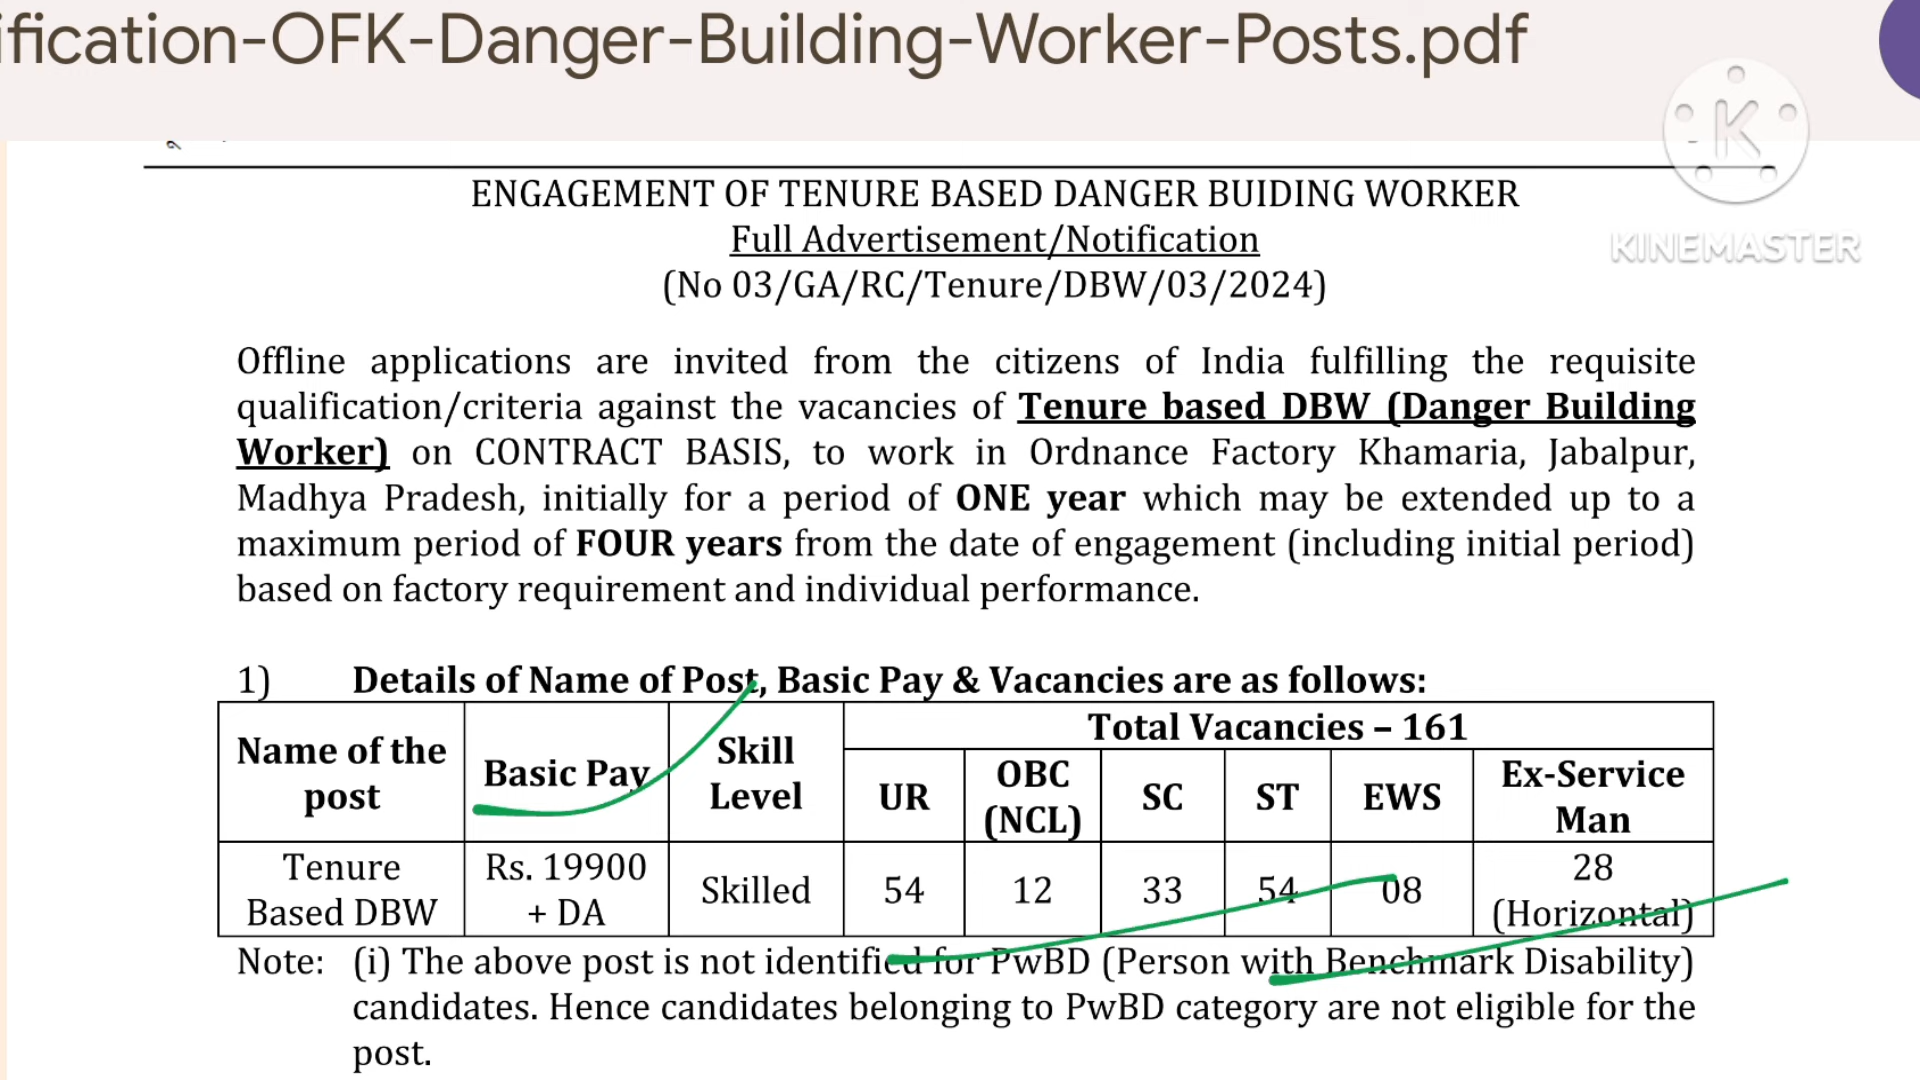 ification-OFK-Danger-Building-Worker-Posts.pdf
K
KINEMASTER
ENGAGEMENT OF TENURE BASED DANGER BUIDING WORKER
Full Advertisement/Notification
(No 03/GA/RC/Tenure/DBW/03/2024)
Offline applications are invited from the citizens of India fulfilling the requisite
qualification/criteria against the vacancies of Tenure based DBW (Danger Building
Worker) on CONTRACT BASIS, to work in Ordnance Factory Khamaria, Jabalpur,
Madhya Pradesh, initially for a period of ONE year which may be extended up to a
maximum period of FOUR years from the date of engagement (including initial period)
based on factory requirement and individual performance.
1) Details of Name of Post, Basic Pay & Vacancies are as follows:
Name of the post Basic Pay Skill Level Total Vacancies – 161
UR OBC (NCL) SC ST EWS Ex-Service Man
Tenure Based DBW Rs. 19900 + DA Skilled 54 12 33 54 08 28 (Horizontal)
Note: (i) The above post is not identified for PwBD (Person with Benchmark Disability)
candidates. Hence candidates belonging to PwBD category are not eligible for the
post.